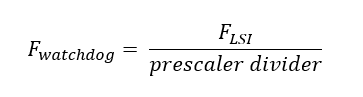 F_watchdog = F_LSI / prescaler divider